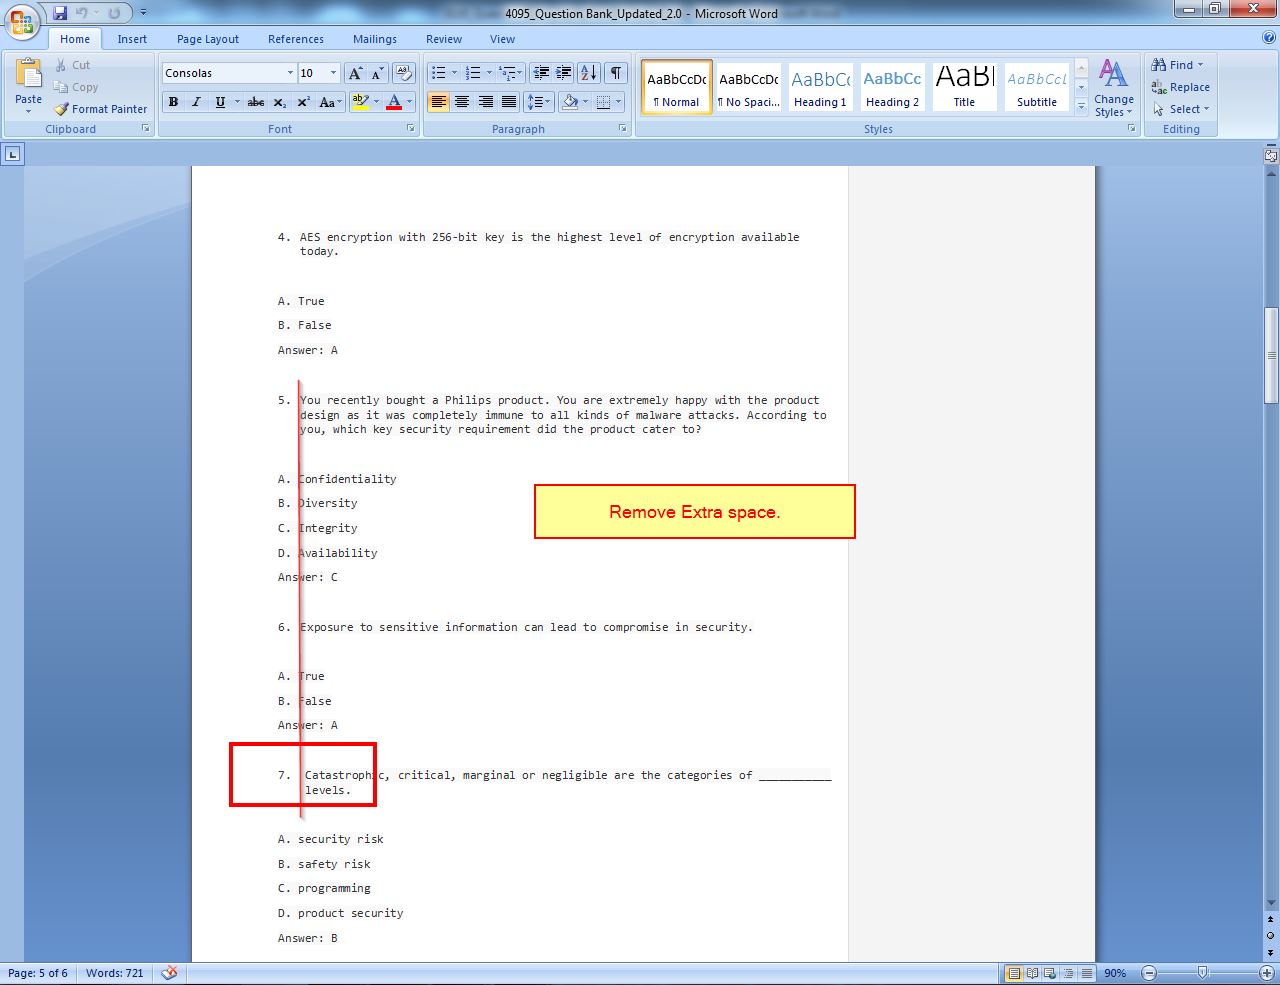 4095_Question Bank_Updated_2.0 - Microsoft Word
Home Insert Page Layout References Mailings Review View
Paste
Cut
Copy
Format Painter
Clipboard
Consolas 10
B I U abc x₂ x² Aa
Font
Paragraph
AaBbCcDc AaBbCcDc AaBbC AaBbCc AaBl AaBbCcL
¶ Normal ¶ No Spaci... Heading 1 Heading 2 Title Subtitle
Change
Styles
Styles
Find
Replace
Select
Editing
4. AES encryption with 256-bit key is the highest level of encryption available
today.
A. True
B. False
Answer: A
5. You recently bought a Philips product. You are extremely happy with the product
design as it was completely immune to all kinds of malware attacks. According to
you, which key security requirement did the product cater to?
A. Confidentiality
B. Diversity
C. Integrity
D. Availability
Answer: C
Remove Extra space.
6. Exposure to sensitive information can lead to compromise in security.
A. True
B. False
Answer: A
7. Catastrophic, critical, marginal or negligible are the categories of ___________
levels.
A. security risk
B. safety risk
C. programming
D. product security
Answer: B
Page: 5 of 6 Words: 721 90%